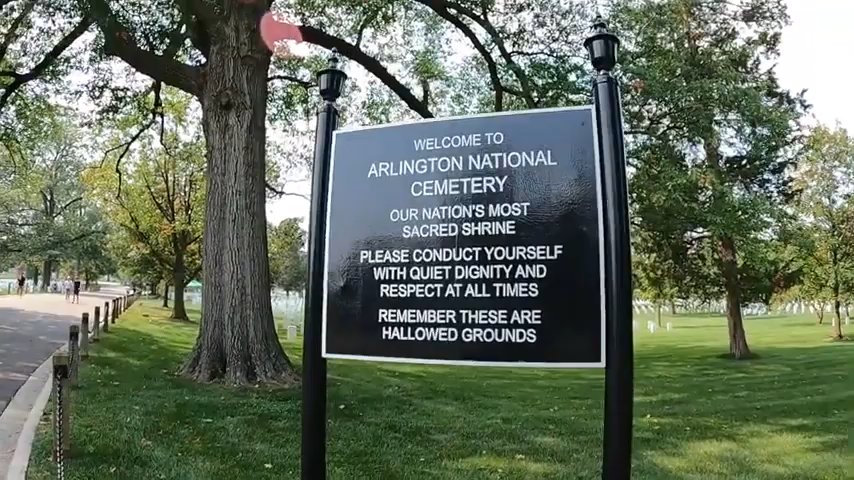 WELCOME TO
ARLINGTON NATIONAL
CEMETERY
OUR NATION'S MOST
SACRED SHRINE
PLEASE CONDUCT YOURSELF
WITH QUIET DIGNITY AND
RESPECT AT ALL TIMES
REMEMBER THESE ARE
HALLOWED GROUNDS